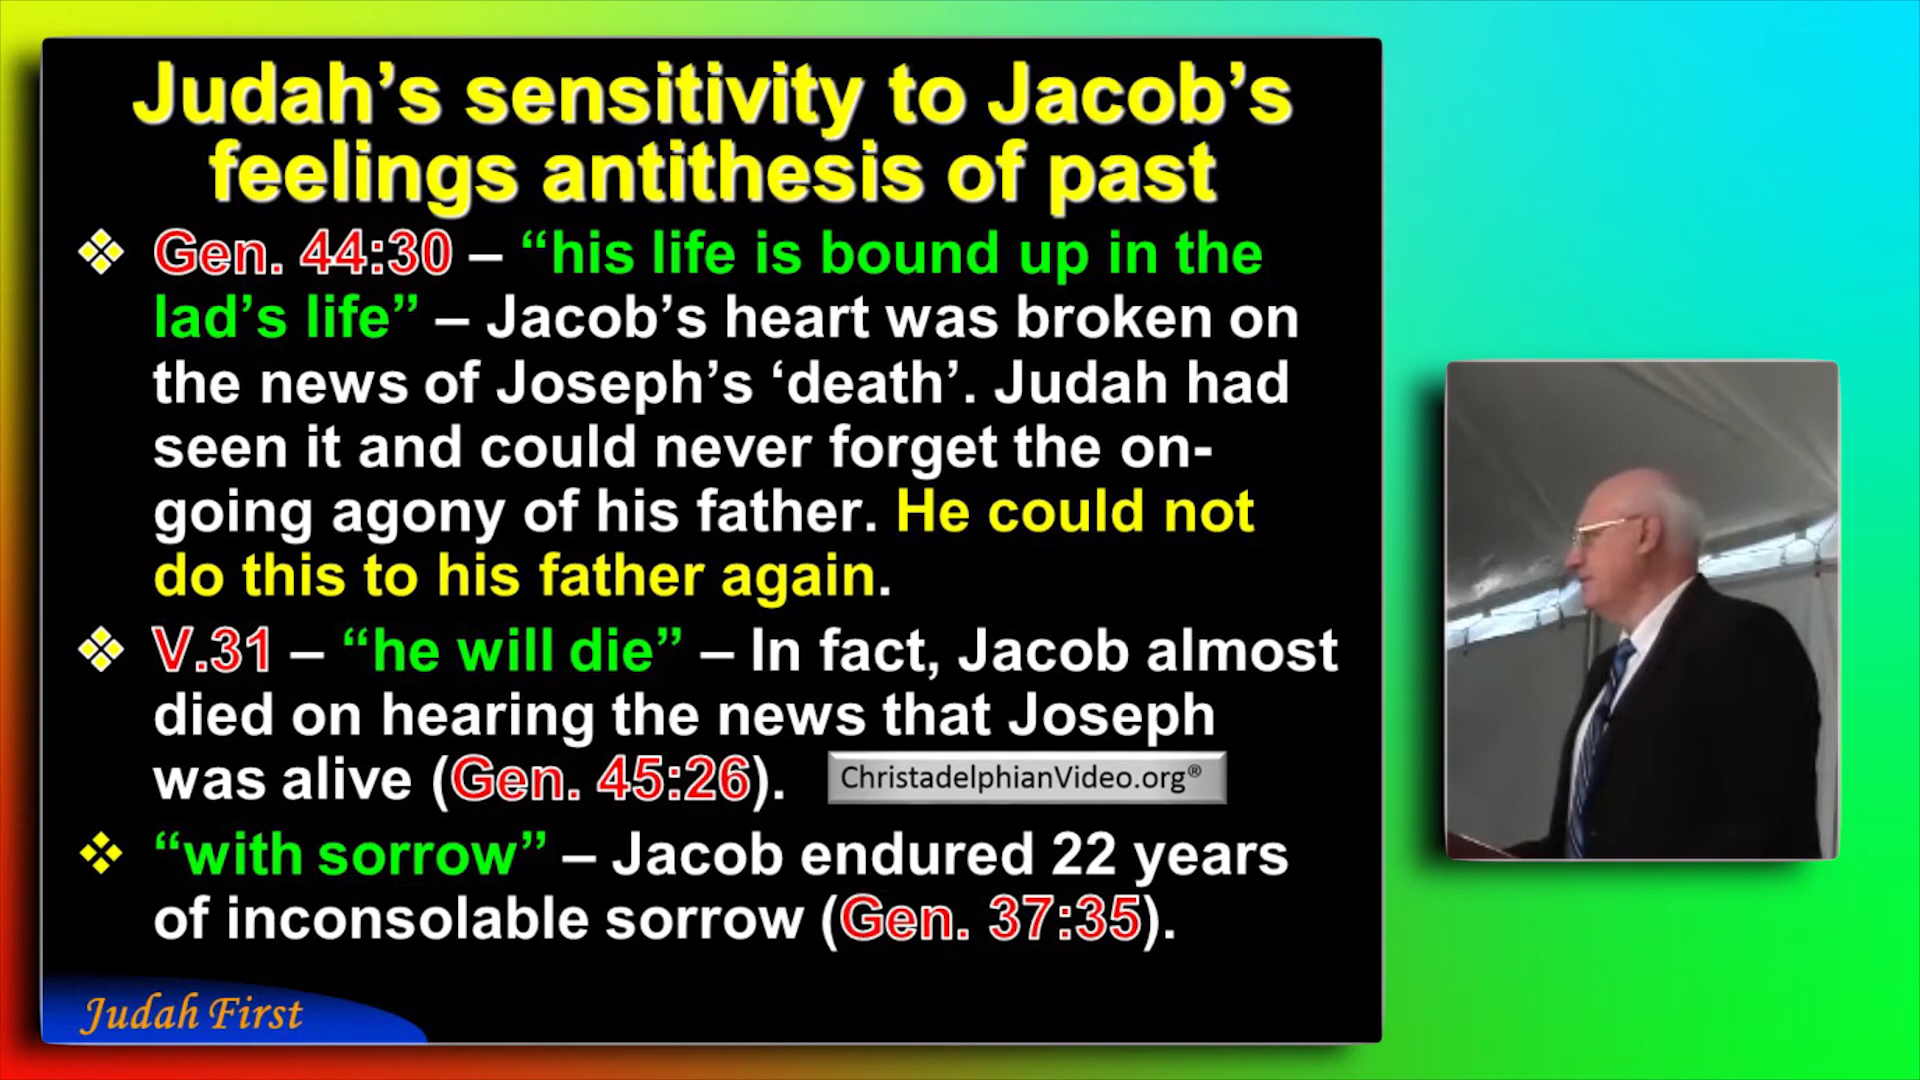 Judah’s sensitivity to Jacob’s
feelings antithesis of past
Gen. 44:30 – “his life is bound up in the
lad’s life” – Jacob’s heart was broken on
the news of Joseph’s ‘death’. Judah had
seen it and could never forget the on-
going agony of his father. He could not
do this to his father again.
V.31 – “he will die” – In fact, Jacob almost
died on hearing the news that Joseph
was alive (Gen. 45:26).
ChristadelphianVideo.org®
“with sorrow” – Jacob endured 22 years
of inconsolable sorrow (Gen. 37:35).
Judah First